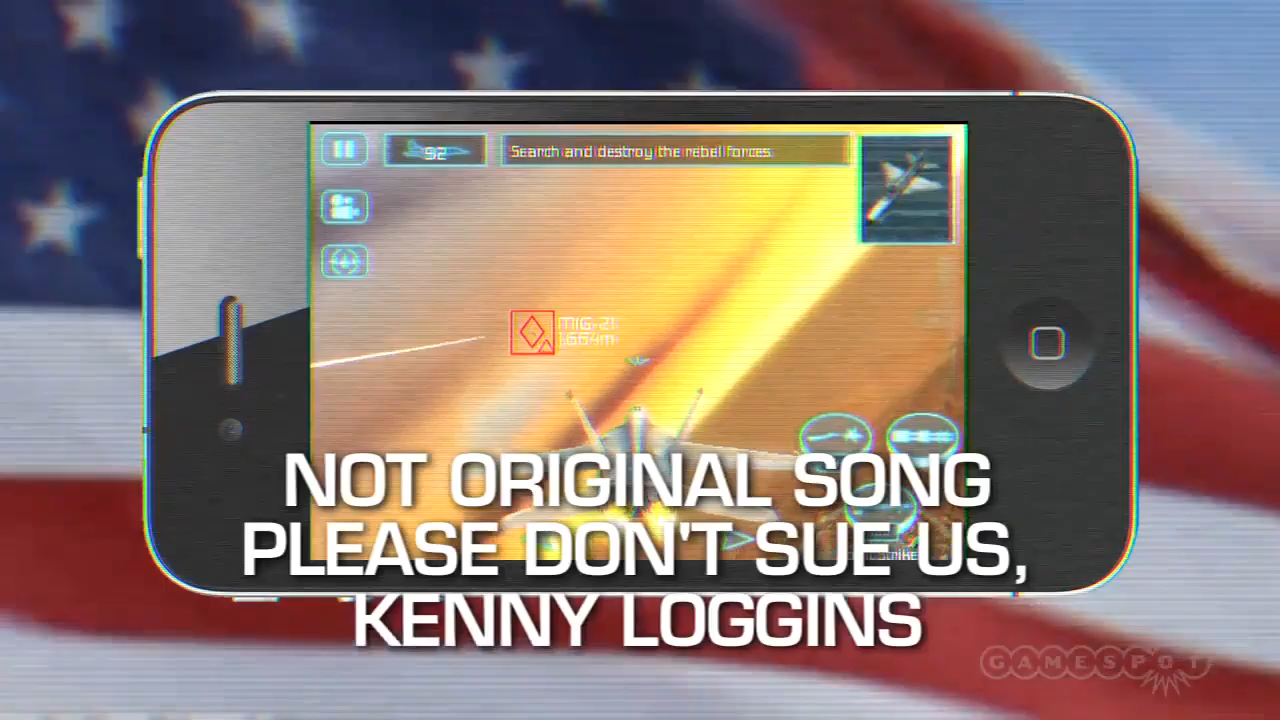 92
Search and destroy the rebel forces.
MIG-21
NOT ORIGINAL SONG
PLEASE DON'T SUE US,
KENNY LOGGINS
GAMESPOT